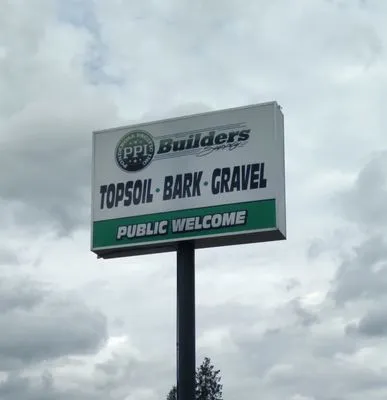 PPI
Builders
TOPSOIL · BARK · GRAVEL
PUBLIC WELCOME